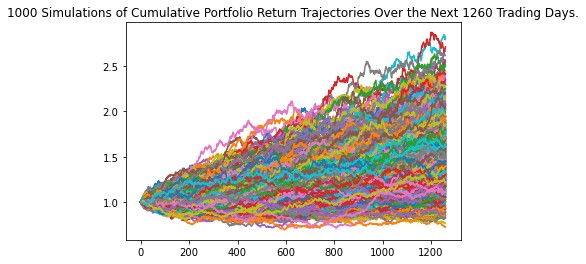 1000 Simulations of Cumulative Portfolio Return Trajectories Over the Next 1260 Trading Days.
2.5
2.0
1.5
1.0
0 200 400 600 800 1000 1200